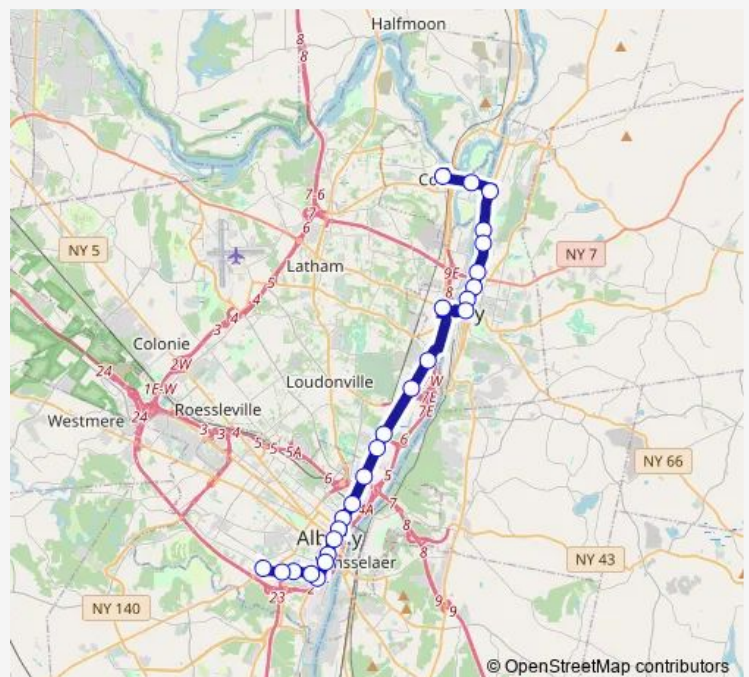 Halfmoon
8
8
Co
7
6
7
6
NY 5
NY 7
9E
8
Latham
5
4
4
3
y
Colonie
2W
24
1E-W
Loudonville
W
7E
7E
24
Roessleville
Westmere
3
3
4
5
5
5A
6
6
NY 66
5
7
4A
8
Alb
y
8
nsselaer
NY 43
23
2
NY 140
9
9
© OpenStreetMap contributors